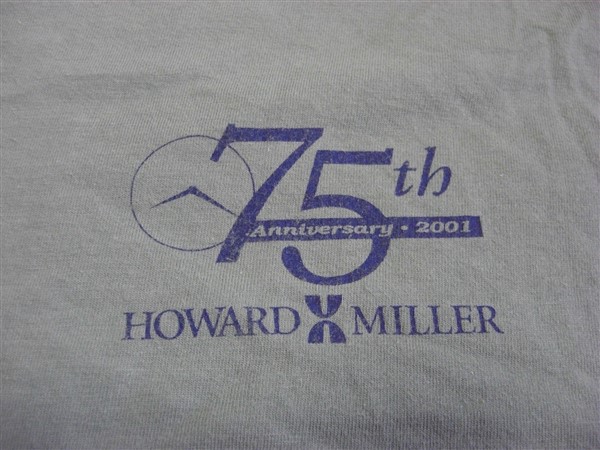 75th
Anniversary • 2001
HOWARD MILLER